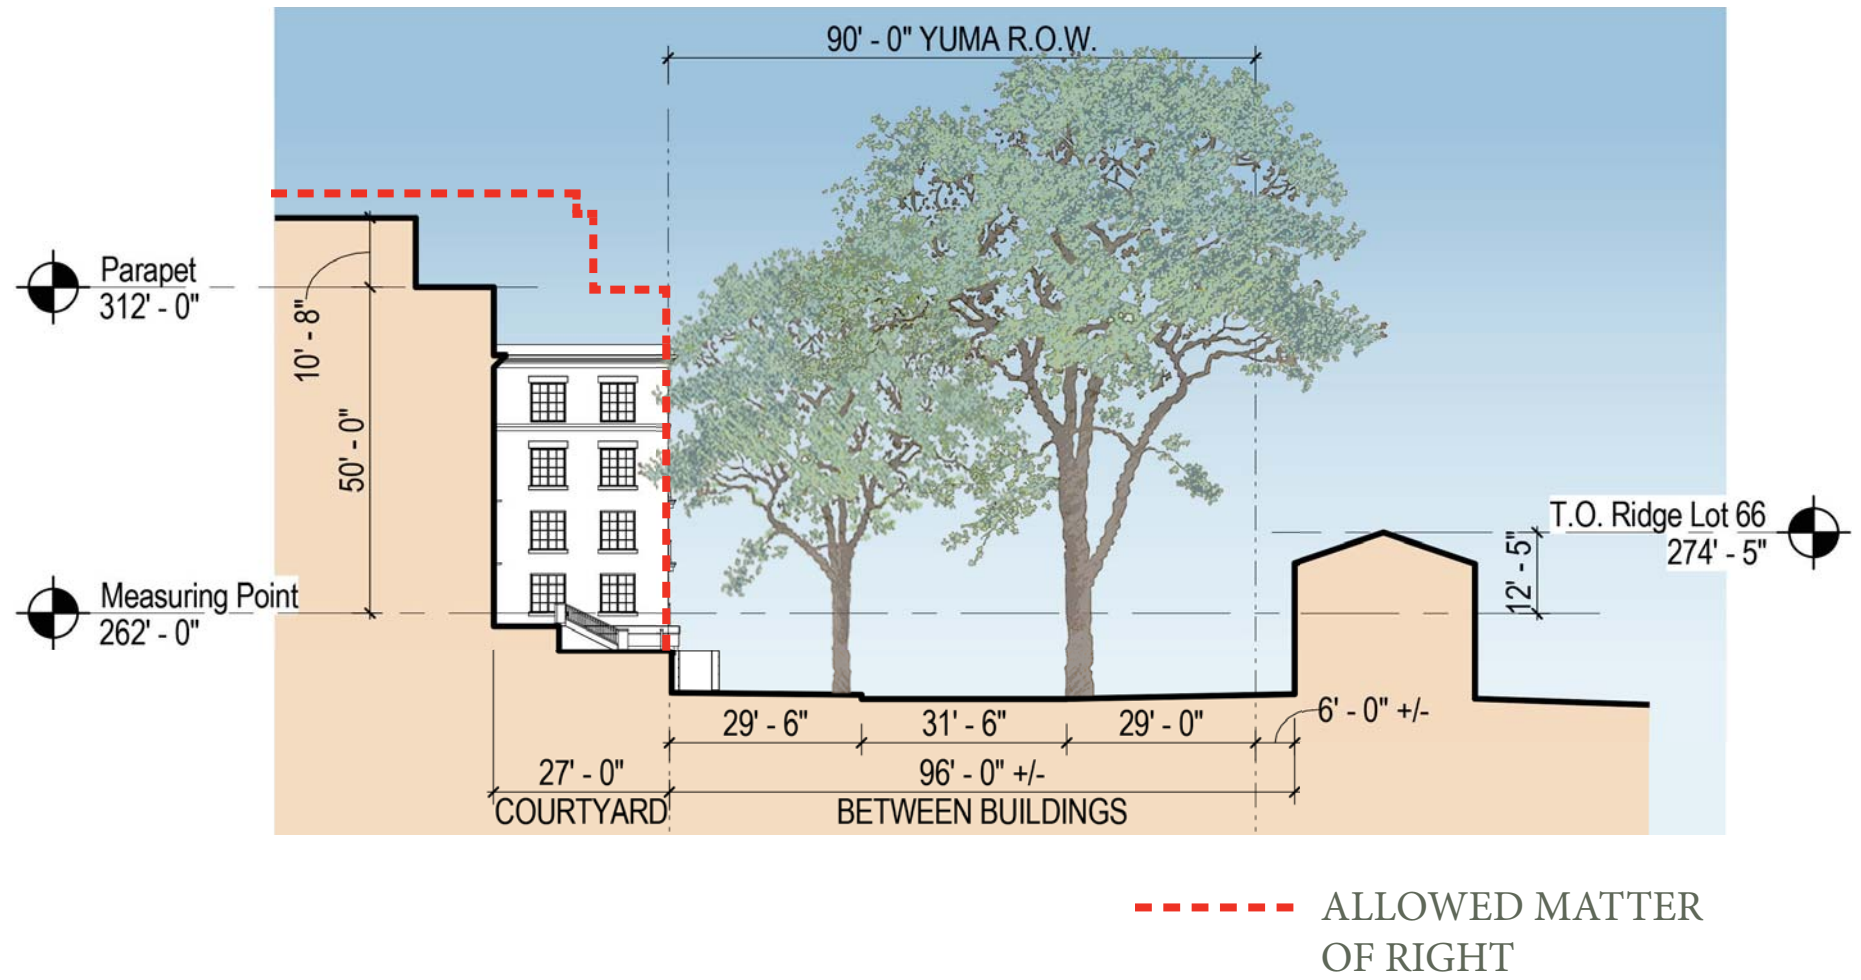 90' - 0" YUMA R.O.W.
Parapet
312' - 0"
10' - 8"
50' - 0"
Measuring Point
262' - 0"
T.O. Ridge Lot 66
274' - 5"
12' - 5"
29' - 6"
31' - 6"
29' - 0"
6' - 0" +/-
27' - 0"
96' - 0" +/-
COURTYARD
BETWEEN BUILDINGS
ALLOWED MATTER
OF RIGHT